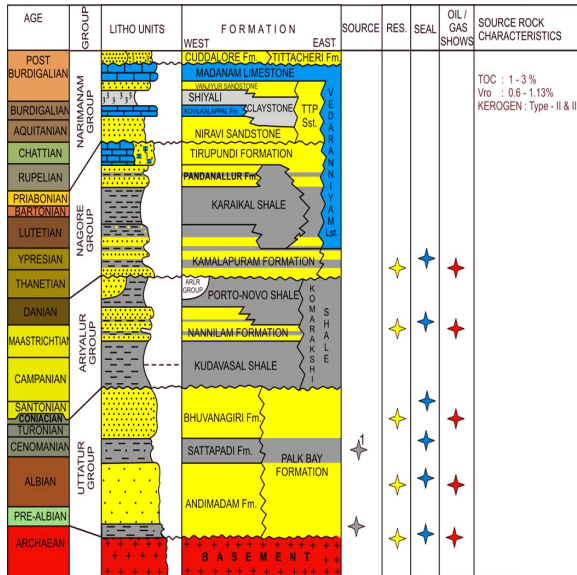 AGE
GROUP
LITHO UNITS
FORMATION
WEST
EAST
SOURCE
RES.
SEAL
OIL /
GAS
SHOWS
SOURCE ROCK
CHARACTERISTICS
TOC : 1 - 3 %
Vro : 0.6 - 1.13%
KEROGEN : Type - II & III
POST
BURDIGALIAN
BURDIGALIAN
AQUITANIAN
CHATTIAN
RUPELIAN
PRIABONIAN
BARTONIAN
LUTETIAN
YPRESIAN
THANETIAN
DANIAN
MAASTRICHTIAN
CAMPANIAN
SANTONIAN
CONIACIAN
TURONIAN
CENOMANIAN
ALBIAN
PRE-ALBIAN
ARCHAEAN
NARIMANAM
GROUP
NAGORE
GROUP
ARIYALUR
GROUP
UTTATUR
GROUP
CUDDALORE Fm.
TITTACHERI Fm.
MADANAM LIMESTONE
VANJIYUR SANDSTONE
SHIYALI
CLAYSTONE
KOVILKALAPPAL Fm.
TTP
Sst.
NIRAVI SANDSTONE
TIRUPUNDI FORMATION
PANDANALLUR Fm.
KARAIKAL SHALE
VEDARANNIYAM
Lst.
KAMALAPURAM FORMATION
ARLR
GROUP
PORTO-NOVO SHALE
NANNILAM FORMATION
KUDAVASAL SHALE
KOMARAKSHI
SHALE
BHUVANAGIRI Fm.
SATTAPADI Fm.
PALK BAY
FORMATION
ANDIMADAM Fm.
BASEMENT
1